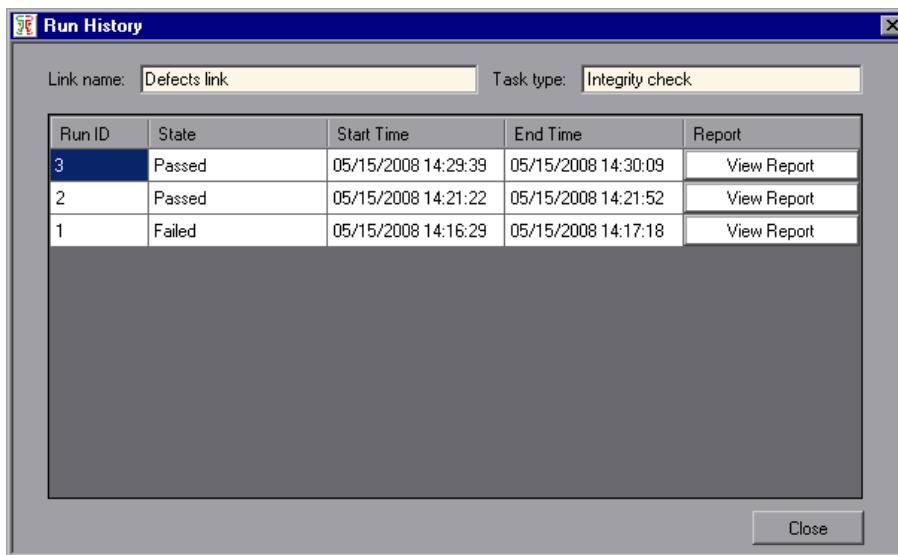 Run History
Link name: Defects link Task type: Integrity check
Run ID State Start Time End Time Report
3 Passed 05/15/2008 14:29:39 05/15/2008 14:30:09 View Report
2 Passed 05/15/2008 14:21:22 05/15/2008 14:21:52 View Report
1 Failed 05/15/2008 14:16:29 05/15/2008 14:17:18 View Report
Close